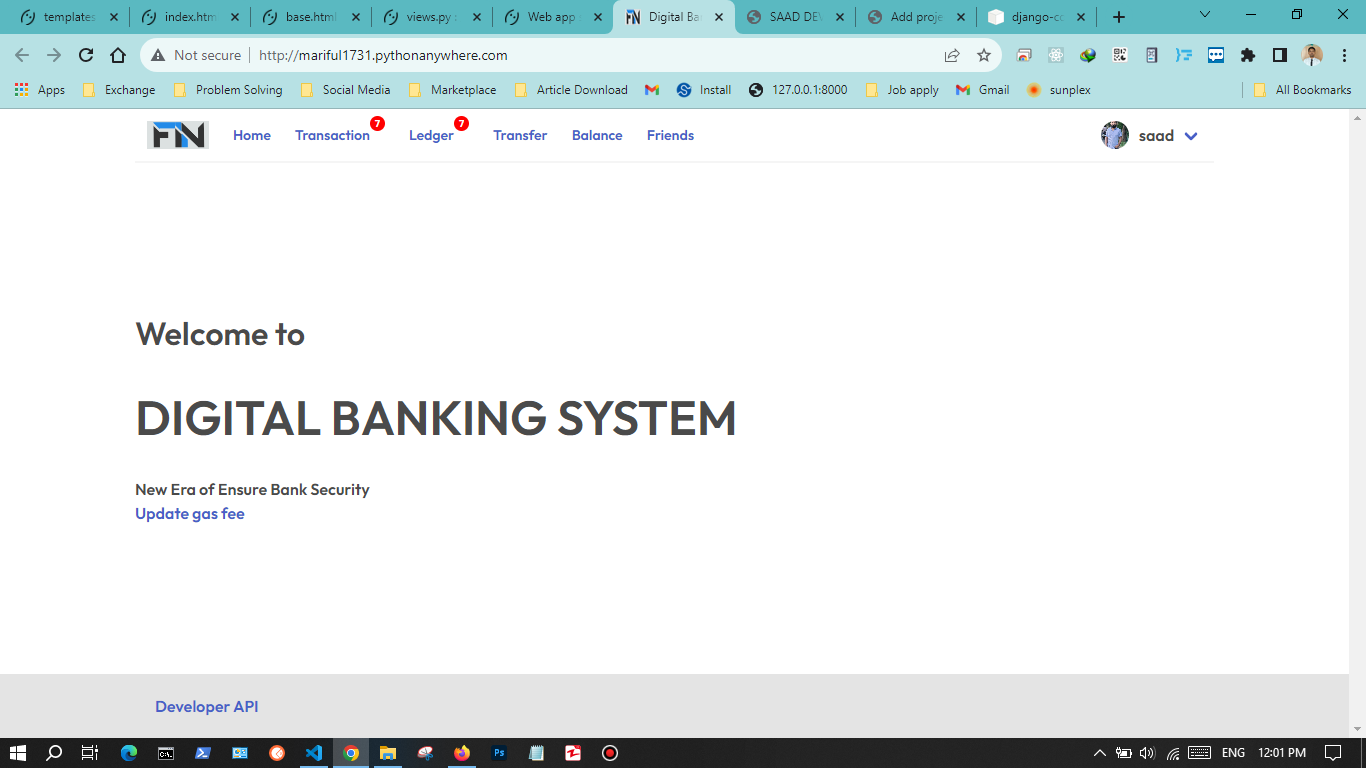 templates
index.htm
base.html
views.py
Web app
Digital Ba
SAAD DE
Add proje
django-co
Not secure
http://mariful1731.pythonanywhere.com
Apps
Exchange
Problem Solving
Social Media
Marketplace
Article Download
Install
127.0.0.1:8000
Job apply
Gmail
sunplex
All Bookmarks
FIN
Home
Transaction 7
Ledger 7
Transfer
Balance
Friends
saad
Welcome to
DIGITAL BANKING SYSTEM
New Era of Ensure Bank Security
Update gas fee
Developer API
Ps
ENG
12:01 PM